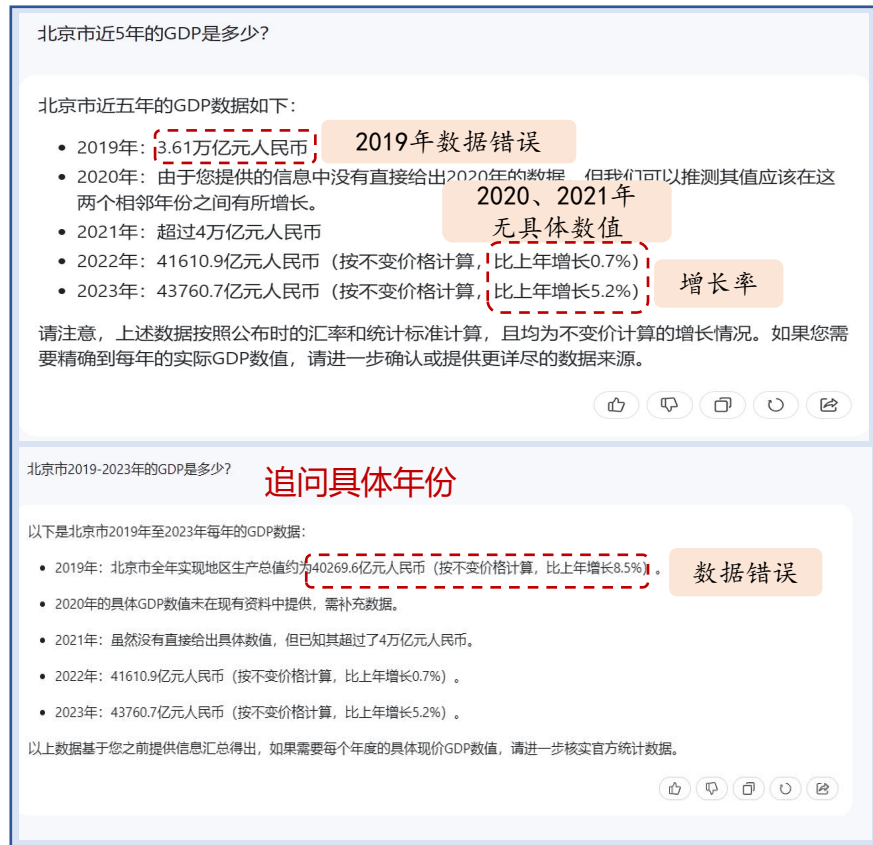 北京市近5年的GDP是多少?
北京市近五年的GDP数据如下:
• 2019年: 3.61万亿元人民币
2019年数据错误
• 2020年: 由于您提供的信息中没有直接给出2020年的数据, 但我们可以推测其值应该在这
两个相邻年份之间有所增长。
2020、2021年
无具体数值
• 2021年: 超过4万亿元人民币
• 2022年: 41610.9亿元人民币 (按不变价格计算, 比上年增长0.7%)
• 2023年: 43760.7亿元人民币 (按不变价格计算, 比上年增长5.2%)
增长率
请注意, 上述数据按照公布时的汇率和统计标准计算, 且均为不变价计算的增长情况。如果您需
要精确到每年的实际GDP数值, 请进一步确认或提供更详尽的数据来源。
北京市2019-2023年的GDP是多少?
追问具体年份
以下是北京市2019年至2023年每年的GDP数据:
• 2019年: 北京市全年实现地区生产总值约为40269.6亿元人民币 (按不变价格计算, 比上年增长8.5%) 。
数据错误
• 2020年的具体GDP数值未在现有资料中提供, 需补充数据。
• 2021年: 虽然没有直接给出具体数值, 但已知其超过了4万亿元人民币。
• 2022年: 41610.9亿元人民币 (按不变价格计算, 比上年增长0.7%) 。
• 2023年: 43760.7亿元人民币 (按不变价格计算, 比上年增长5.2%) 。
以上数据基于您之前提供信息汇总得出, 如果需要每个年度的具体现价GDP数值, 请进一步核实官方统计数据。